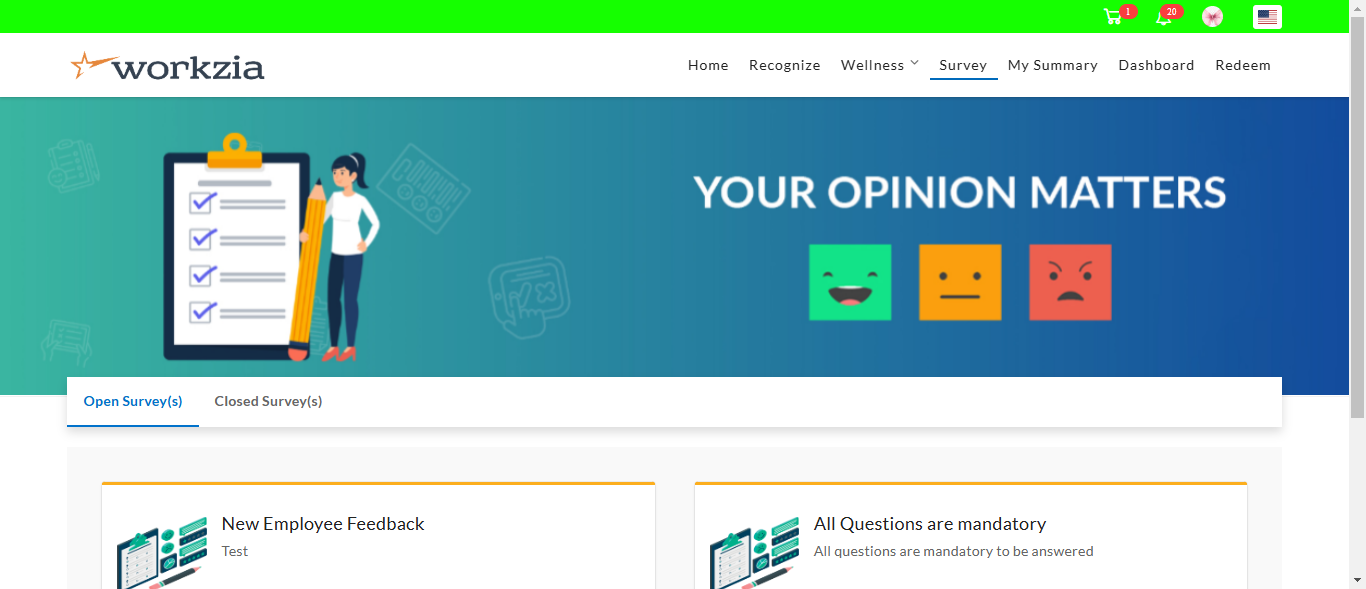 1
20
workzia
Home Recognize Wellness Survey My Summary Dashboard Redeem
YOUR OPINION MATTERS
Open Survey(s) Closed Survey(s)
New Employee Feedback
Test
All Questions are mandatory
All questions are mandatory to be answered